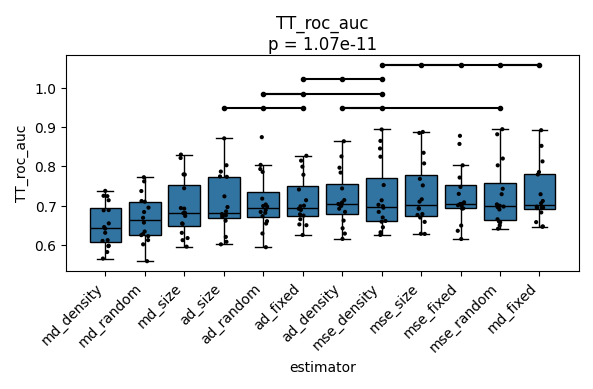 TT_roc_auc
p = 1.07e-11
TT_roc_auc
1.0
0.9
0.8
0.7
0.6
md_density
md_random
md_size
ad_size
ad_random
ad_fixed
ad_density
mse_density
mse_size
mse_fixed
mse_random
md_fixed
estimator